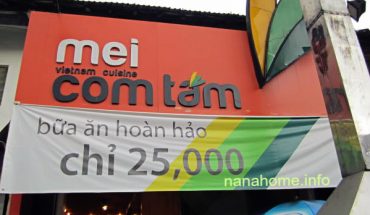 mei
vietnam cuisine
com tam
bữa ăn hoàn hảo
chỉ 25,000
nanahome.info